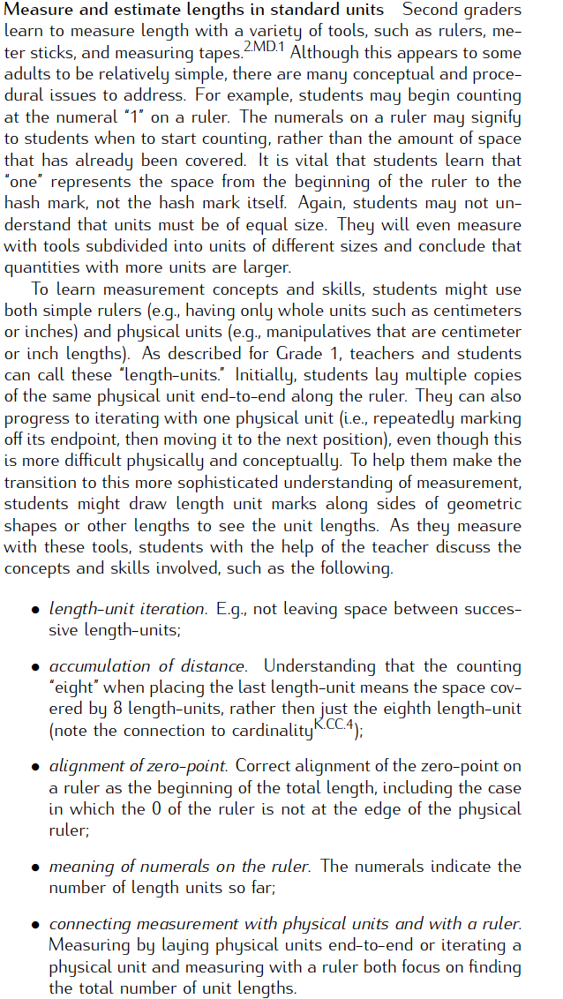 Measure and estimate lengths in standard units Second graders
learn to measure length with a variety of tools, such as rulers, me-
ter sticks, and measuring tapes.2.MD.1 Although this appears to some
adults to be relatively simple, there are many conceptual and proce-
dural issues to address. For example, students may begin counting
at the numeral “1” on a ruler. The numerals on a ruler may signify
to students when to start counting, rather than the amount of space
that has already been covered. It is vital that students learn that
“one” represents the space from the beginning of the ruler to the
hash mark, not the hash mark itself. Again, students may not un-
derstand that units must be of equal size. They will even measure
with tools subdivided into units of different sizes and conclude that
quantities with more units are larger.
To learn measurement concepts and skills, students might use
both simple rulers (e.g., having only whole units such as centimeters
or inches) and physical units (e.g., manipulatives that are centimeter
or inch lengths). As described for Grade 1, teachers and students
can call these “length-units.” Initially, students lay multiple copies
of the same physical unit end-to-end along the ruler. They can also
progress to iterating with one physical unit (i.e., repeatedly marking
off its endpoint, then moving it to the next position), even though this
is more difficult physically and conceptually. To help them make the
transition to this more sophisticated understanding of measurement,
students might draw length unit marks along sides of geometric
shapes or other lengths to see the unit lengths. As they measure
with these tools, students with the help of the teacher discuss the
concepts and skills involved, such as the following.
• length-unit iteration. E.g., not leaving space between succes-
sive length-units;
• accumulation of distance. Understanding that the counting
“eight” when placing the last length-unit means the space cov-
ered by 8 length-units, rather then just the eighth length-unit
(note the connection to cardinalityK.CC.4);
• alignment of zero-point. Correct alignment of the zero-point on
a ruler as the beginning of the total length, including the case
in which the 0 of the ruler is not at the edge of the physical
ruler;
• meaning of numerals on the ruler. The numerals indicate the
number of length units so far;
• connecting measurement with physical units and with a ruler.
Measuring by laying physical units end-to-end or iterating a
physical unit and measuring with a ruler both focus on finding
the total number of unit lengths.